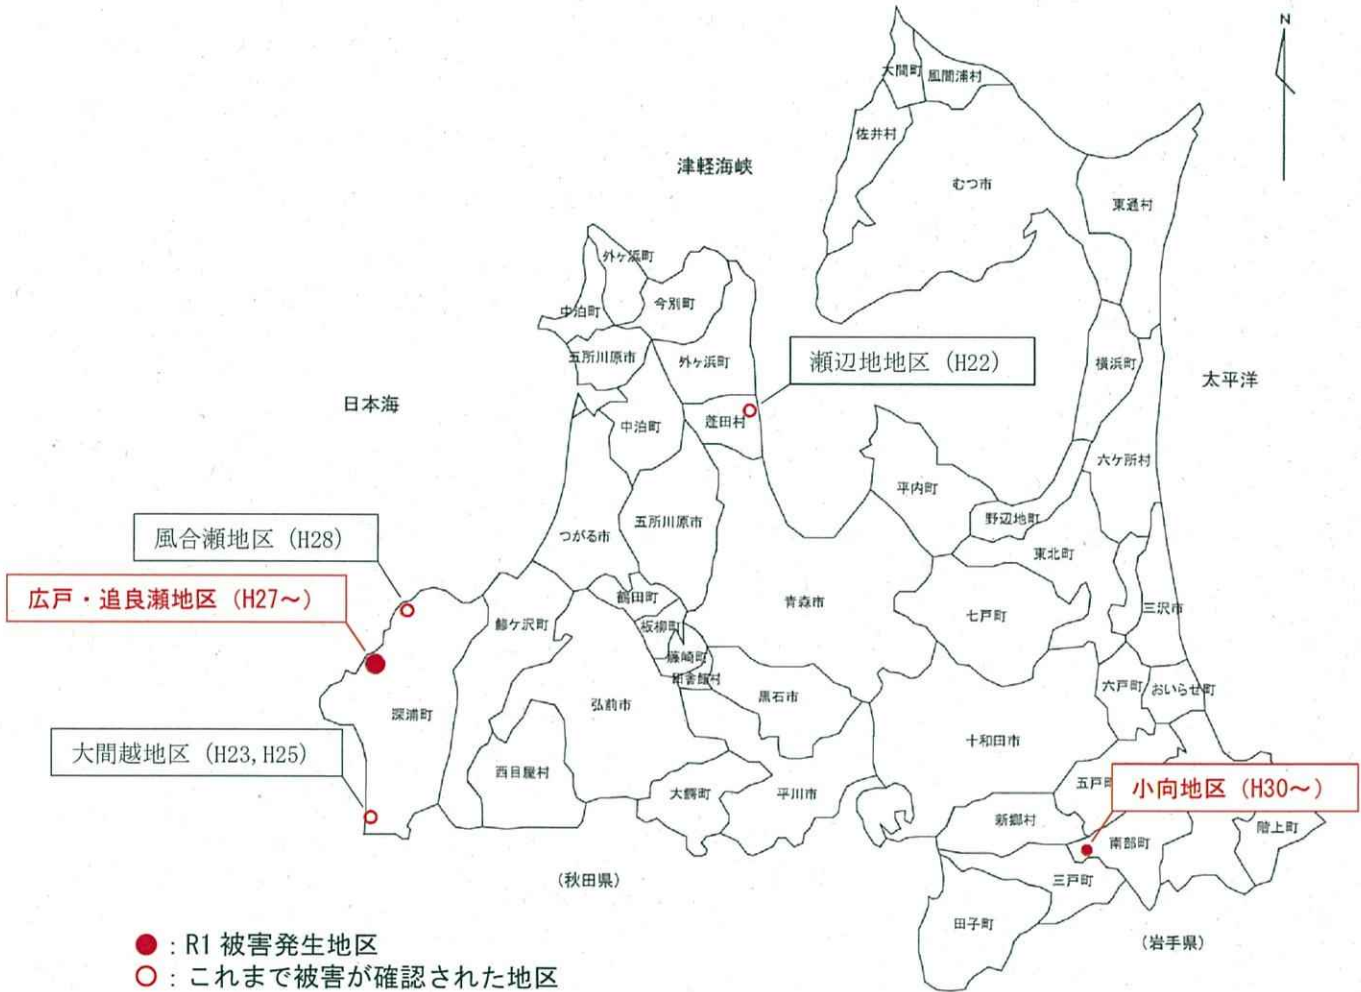 N
大間町
風間浦村
佐井村
津軽海峡
むつ市
東通村
外ヶ浜町
今別町
中泊町
五所川原市
外ヶ浜町
瀬辺地地区 (H22)
横浜町
太平洋
日本海
中泊町
蓬田村
六ケ所村
平内町
野辺地町
風合瀬地区 (H28)
つがる市
五所川原市
東北町
広戸・追良瀬地区 (H27～)
鶴田町
青森市
七戸町
三沢市
鰺ケ沢町
板柳町
藤崎町
田舎館村
黒石市
六戸町
おいらせ町
深浦町
弘前市
大間越地区 (H23,H25)
十和田市
西目屋村
大鰐町
平川市
五戸町
小向地区 (H30～)
新郷村
南部町
階上町
三戸町
(秋田県)
田子町
(岩手県)
● : R1 被害発生地区
○ : これまで被害が確認された地区